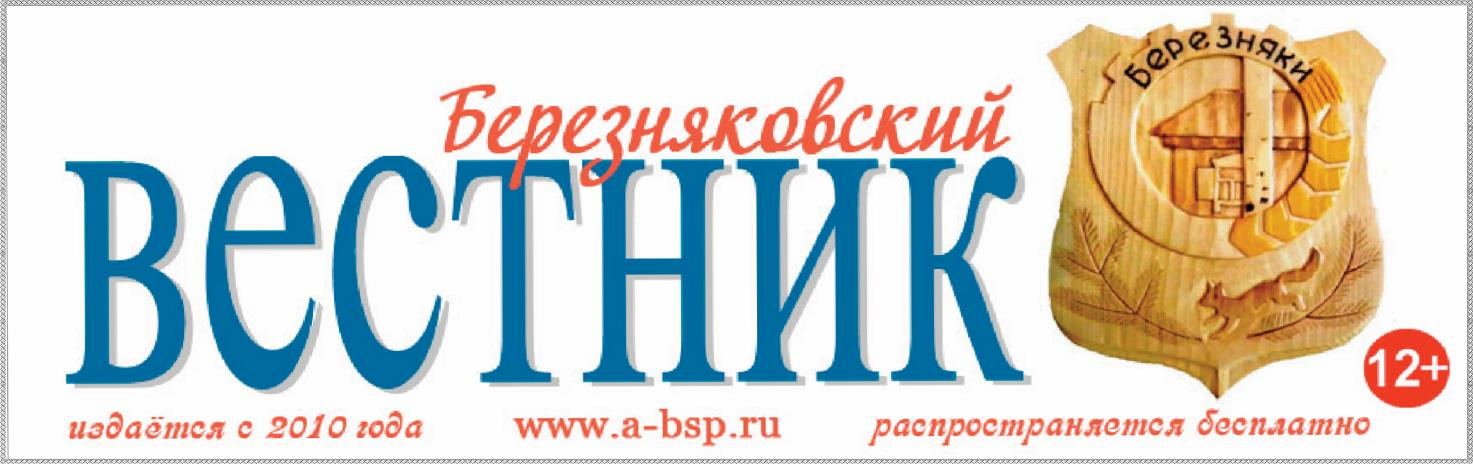 Березняковский
Вестник
Березняки
12+
издаётся с 2010 года
www.a-bsp.ru
распространяется бесплатно